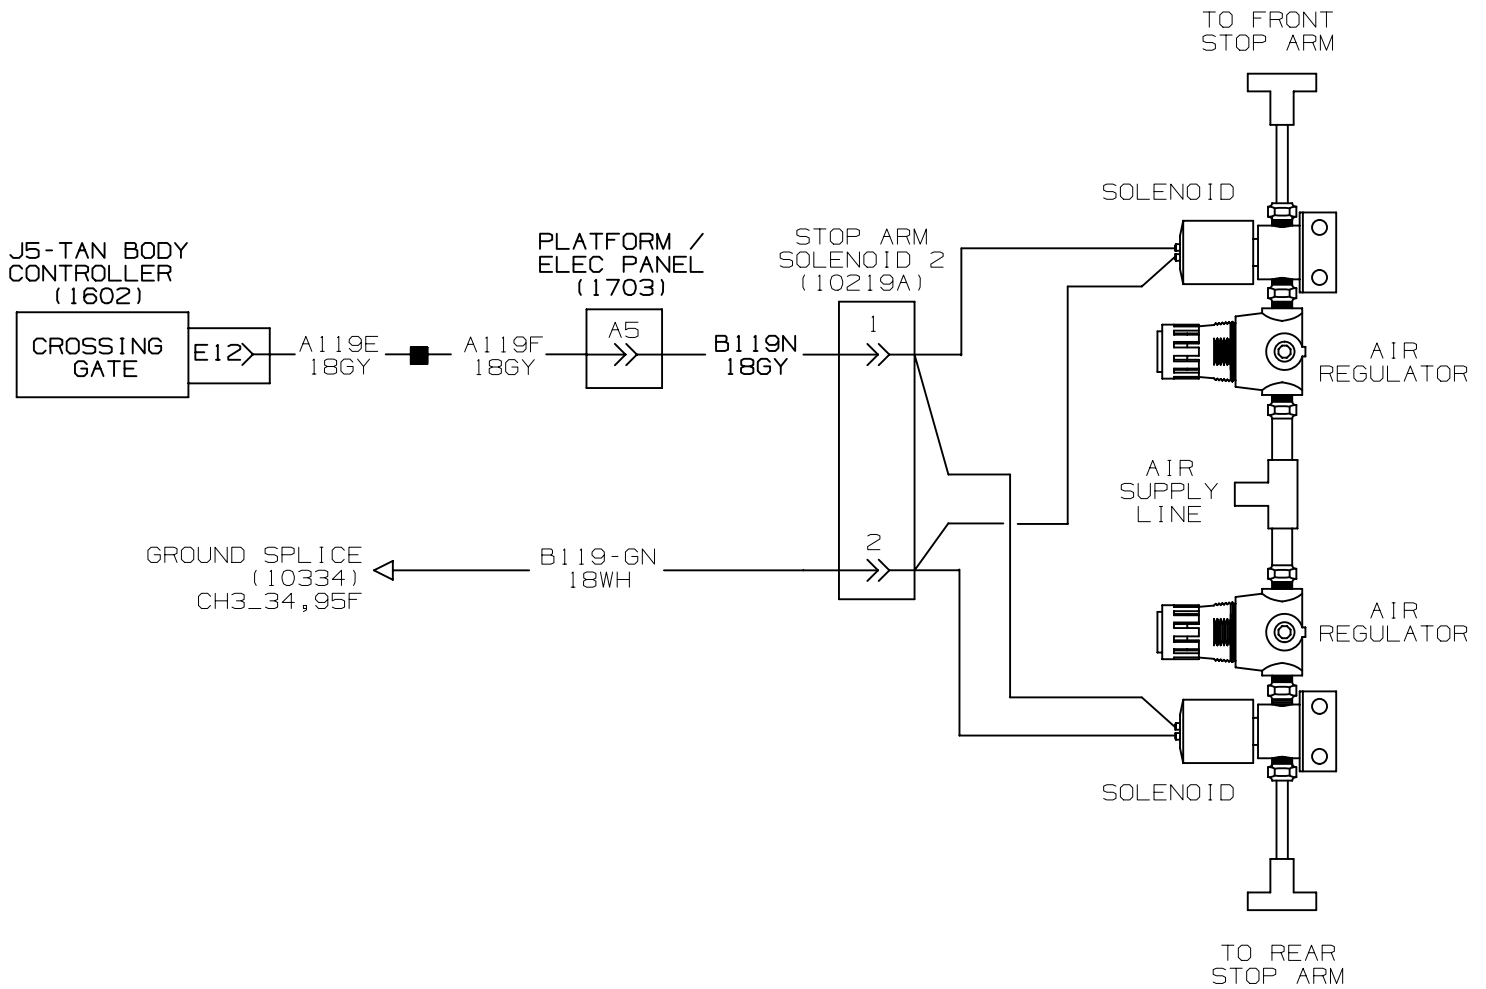 TO FRONT
STOP ARM
SOLENOID
J5-TAN BODY
CONTROLLER
(1602)
CROSSING
GATE
E12
A119E
18GY
A119F
18GY
PLATFORM /
ELEC PANEL
(1703)
A5
B119N
18GY
STOP ARM
SOLENOID 2
(10219A)
1
2
AIR
REGULATOR
AIR
SUPPLY
LINE
GROUND SPLICE
(10334)
CH3_34,95F
B119-GN
18WH
AIR
REGULATOR
SOLENOID
TO REAR
STOP ARM